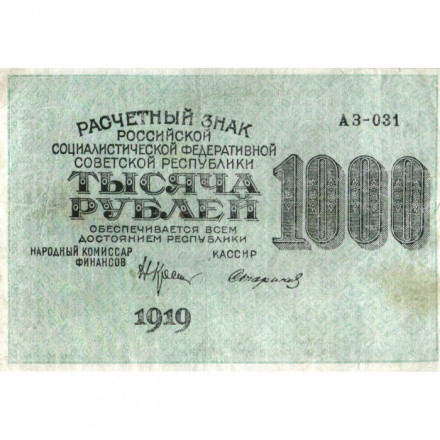 РАСЧЕТНЫЙ ЗНАК
РОССИЙСКОЙ
СОЦИАЛИСТИЧЕСКОЙ ФЕДЕРАТИВНОЙ
СОВЕТСКОЙ РЕСПУБЛИКИ
ТЫСЯЧА
РУБЛЕЙ
ОБЕСПЕЧИВАЕТСЯ ВСЕМ
ДОСТОЯНИЕМ РЕСПУБЛИКИ
НАРОДНЫЙ КОМИССАР
ФИНАНСОВ
КАССИР
1919
АЗ-031
1000